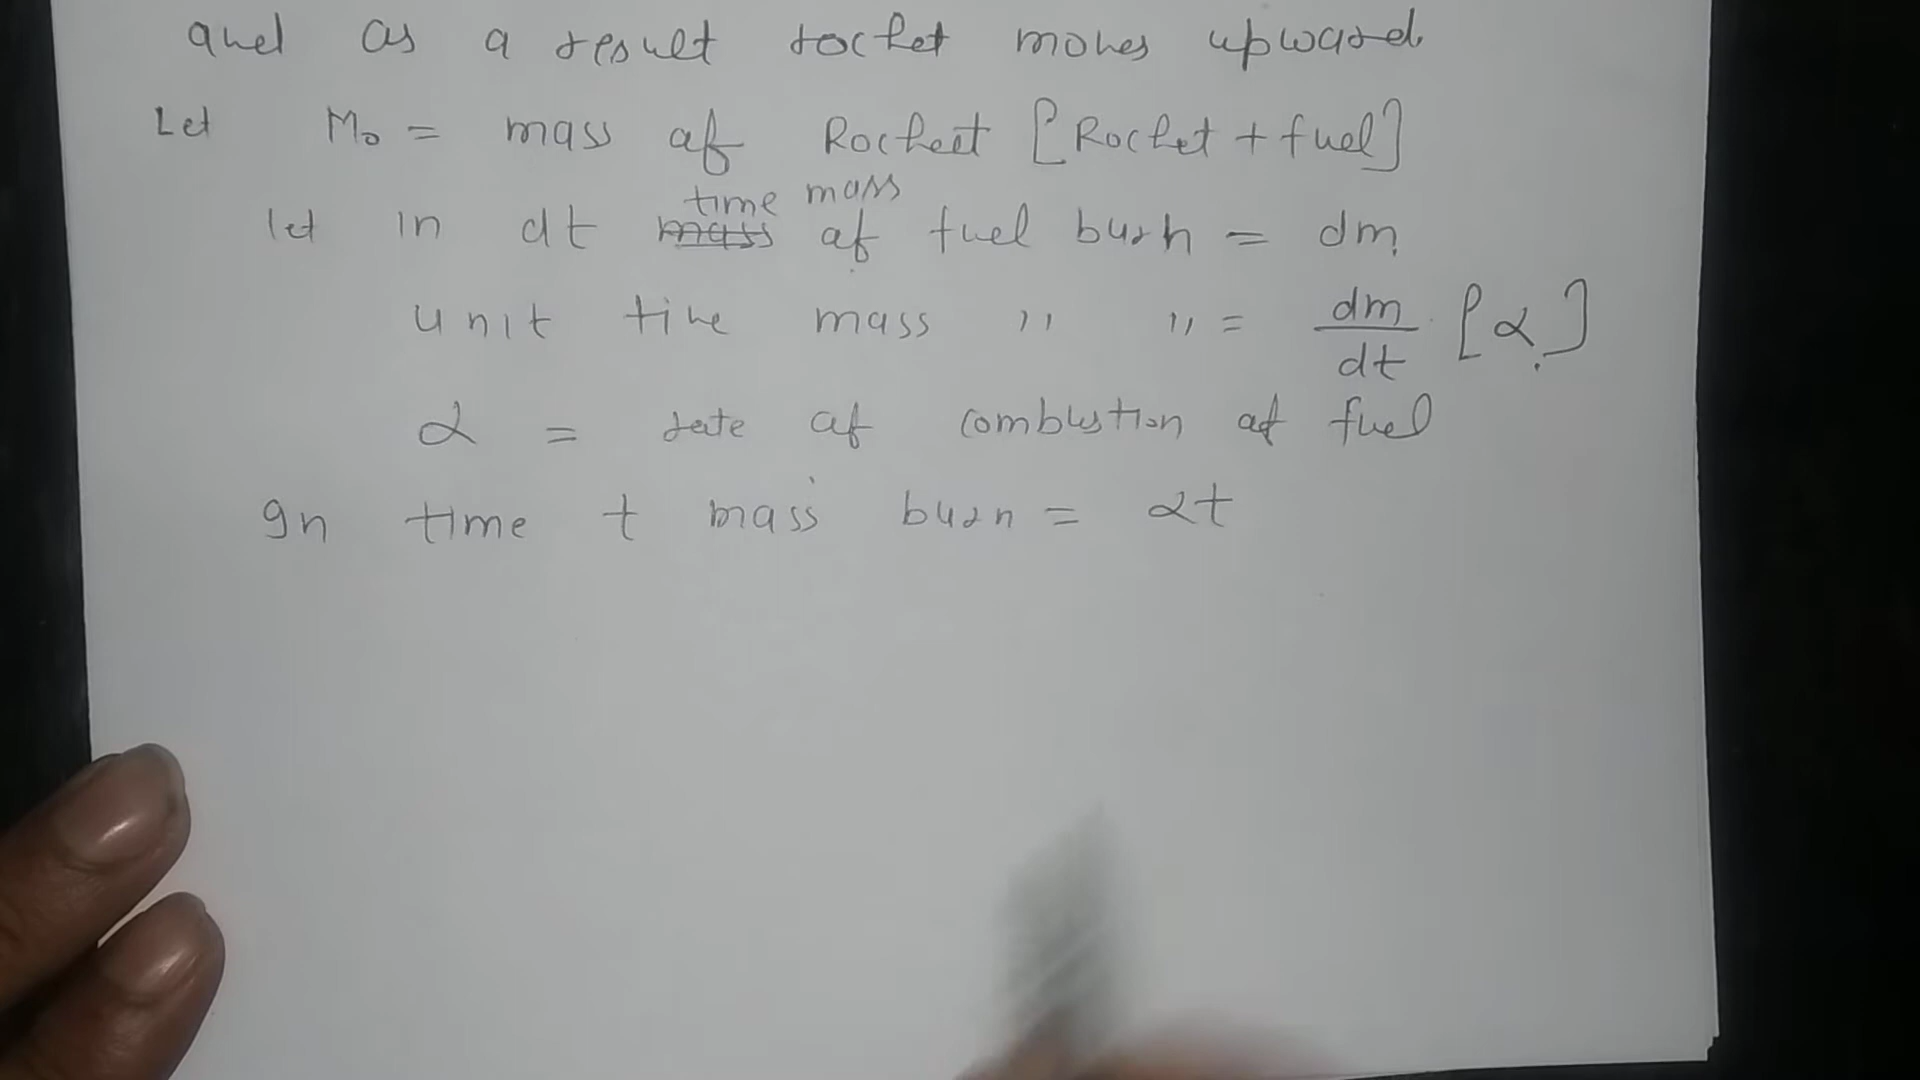 and as a result rocket moves upward
Let M₀ = mass of Rocket [Rocket + fuel]
time mass
let in dt mass of fuel burn = dm
unit time mass ,, ,, = dm/dt [α]
α = rate of combustion of fuel
In time t mass burn = αt